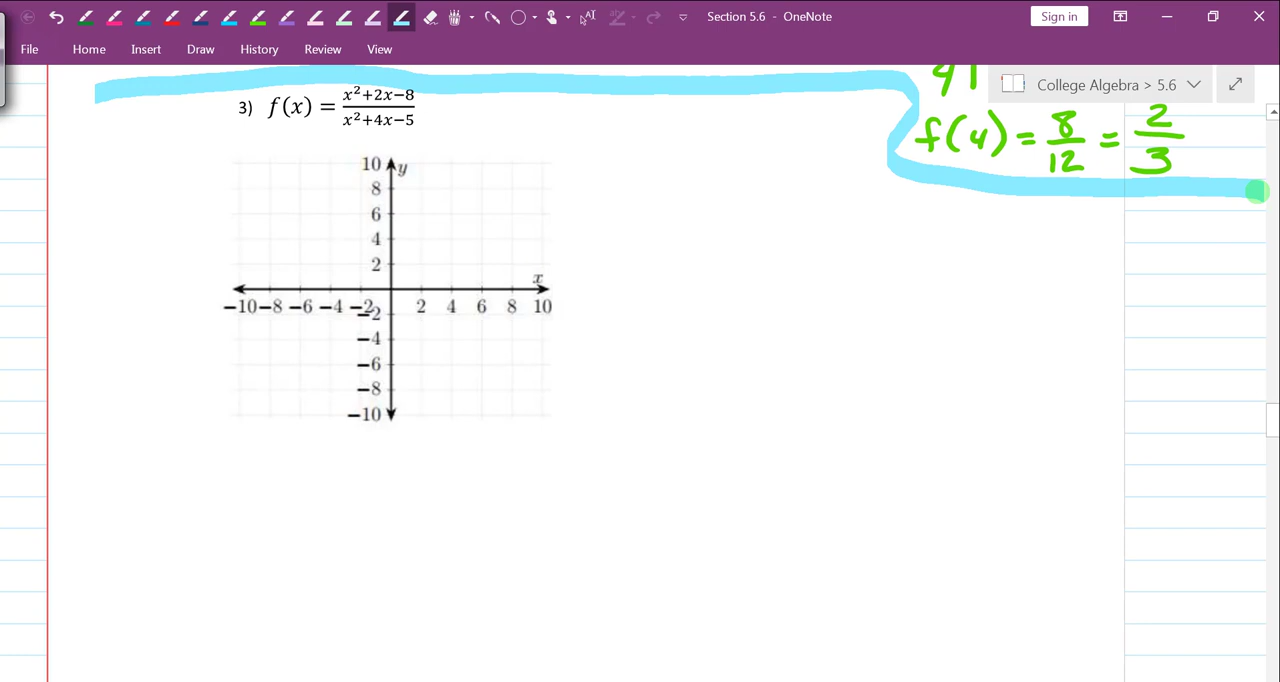 Section 5.6 - OneNote
Sign in
File Home Insert Draw History Review View
College Algebra > 5.6
3) f(x) = x²+2x−8 / x²+4x−5
f(4) = 8/12 = 2/3
10 y
8
6
4
2
x
−10 −8 −6 −4 −2 2 4 6 8 10
−2
−4
−6
−8
−10